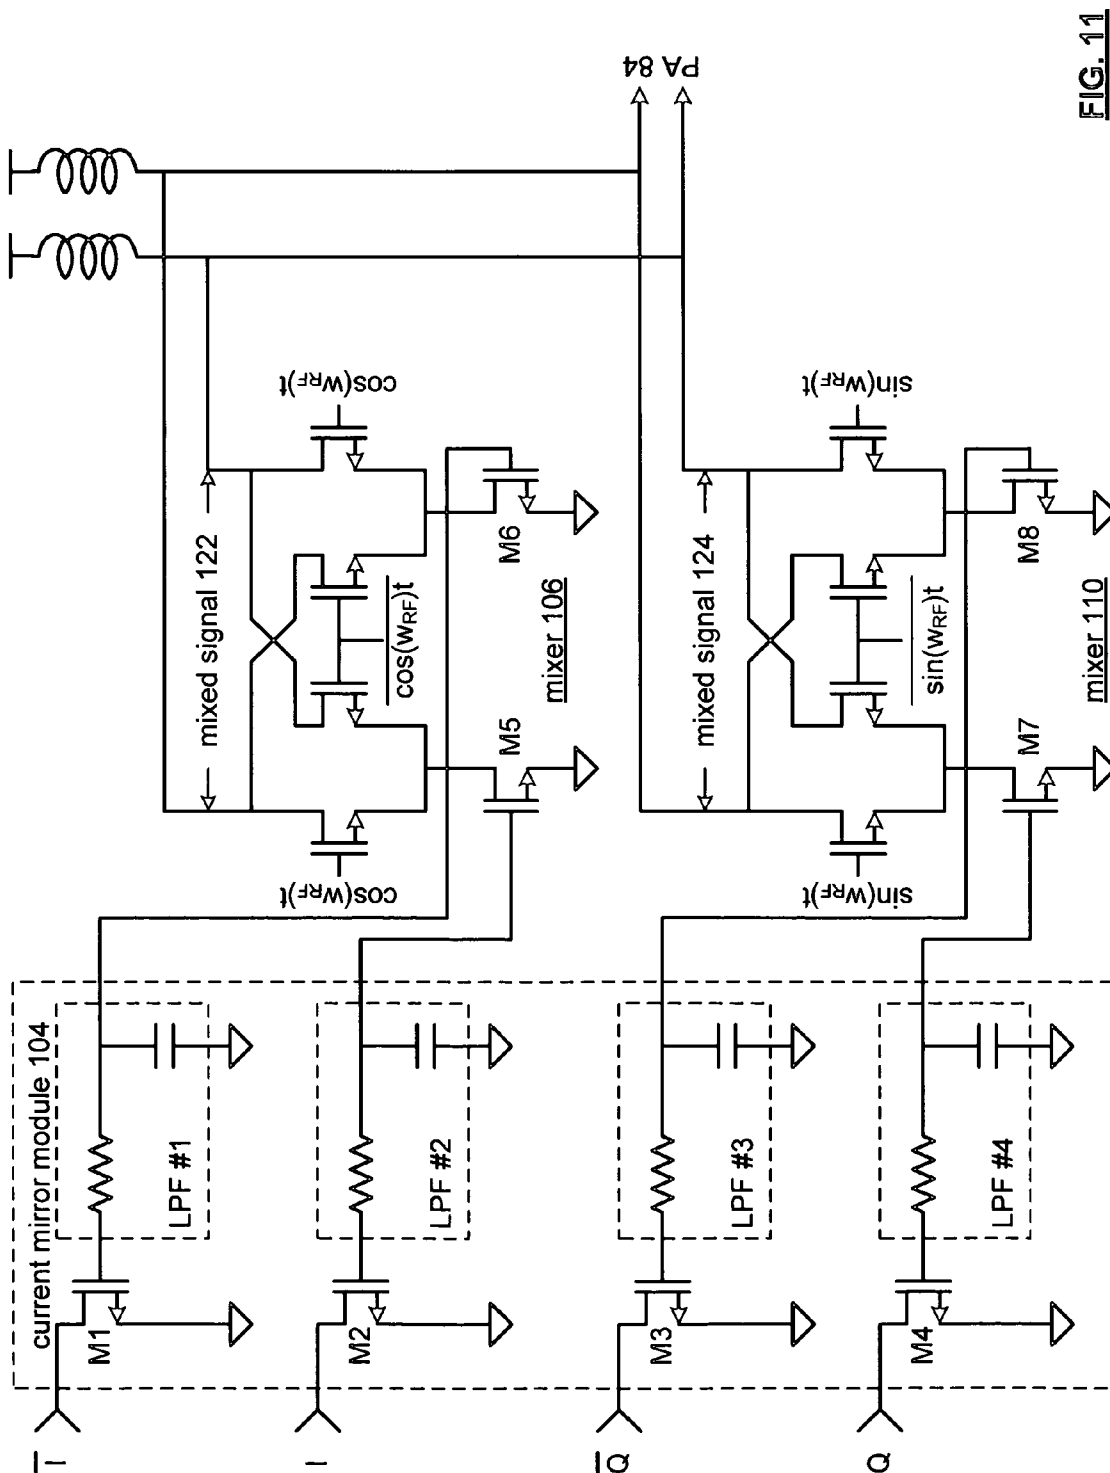 FIG. 11
PA 84
current mirror module 104
I
M1
LPF #1
I
M2
LPF #2
Q
M3
LPF #3
Q
M4
LPF #4
mixed signal 122
cos(wRF)t
cos(wRF)t
cos(wRF)t
M5
M6
mixer 106
mixed signal 124
sin(wRF)t
sin(wRF)t
sin(wRF)t
M7
M8
mixer 110